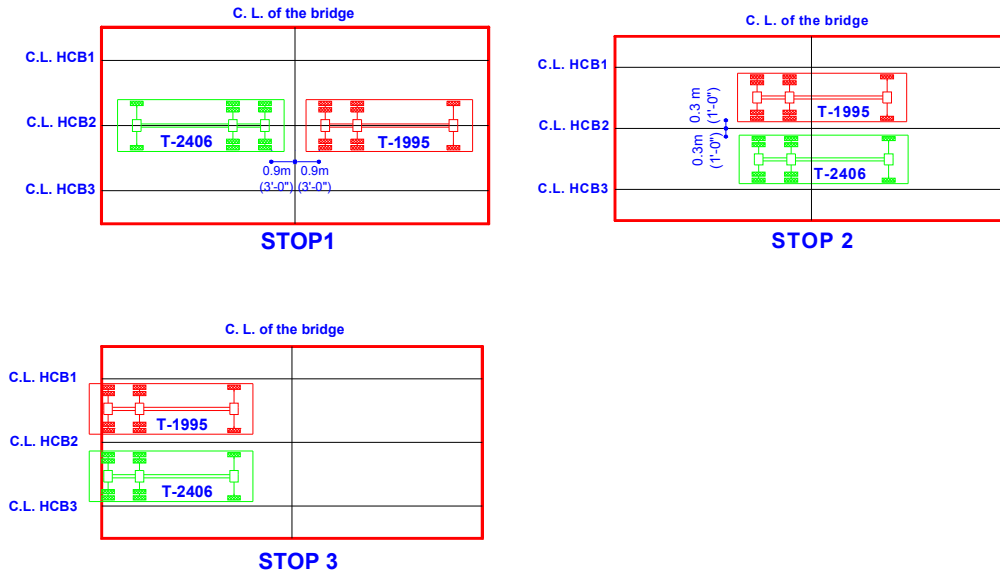 C. L. of the bridge
C.L. HCB1
C.L. HCB2
C.L. HCB3
T-2406
T-1995
0.9m 0.9m
(3'-0") (3'-0")
STOP1
C. L. of the bridge
C.L. HCB1
C.L. HCB2
C.L. HCB3
0.3 m
(1'-0")
0.3m
(1'-0")
T-1995
T-2406
STOP 2
C. L. of the bridge
C.L. HCB1
C.L. HCB2
C.L. HCB3
T-1995
T-2406
STOP 3